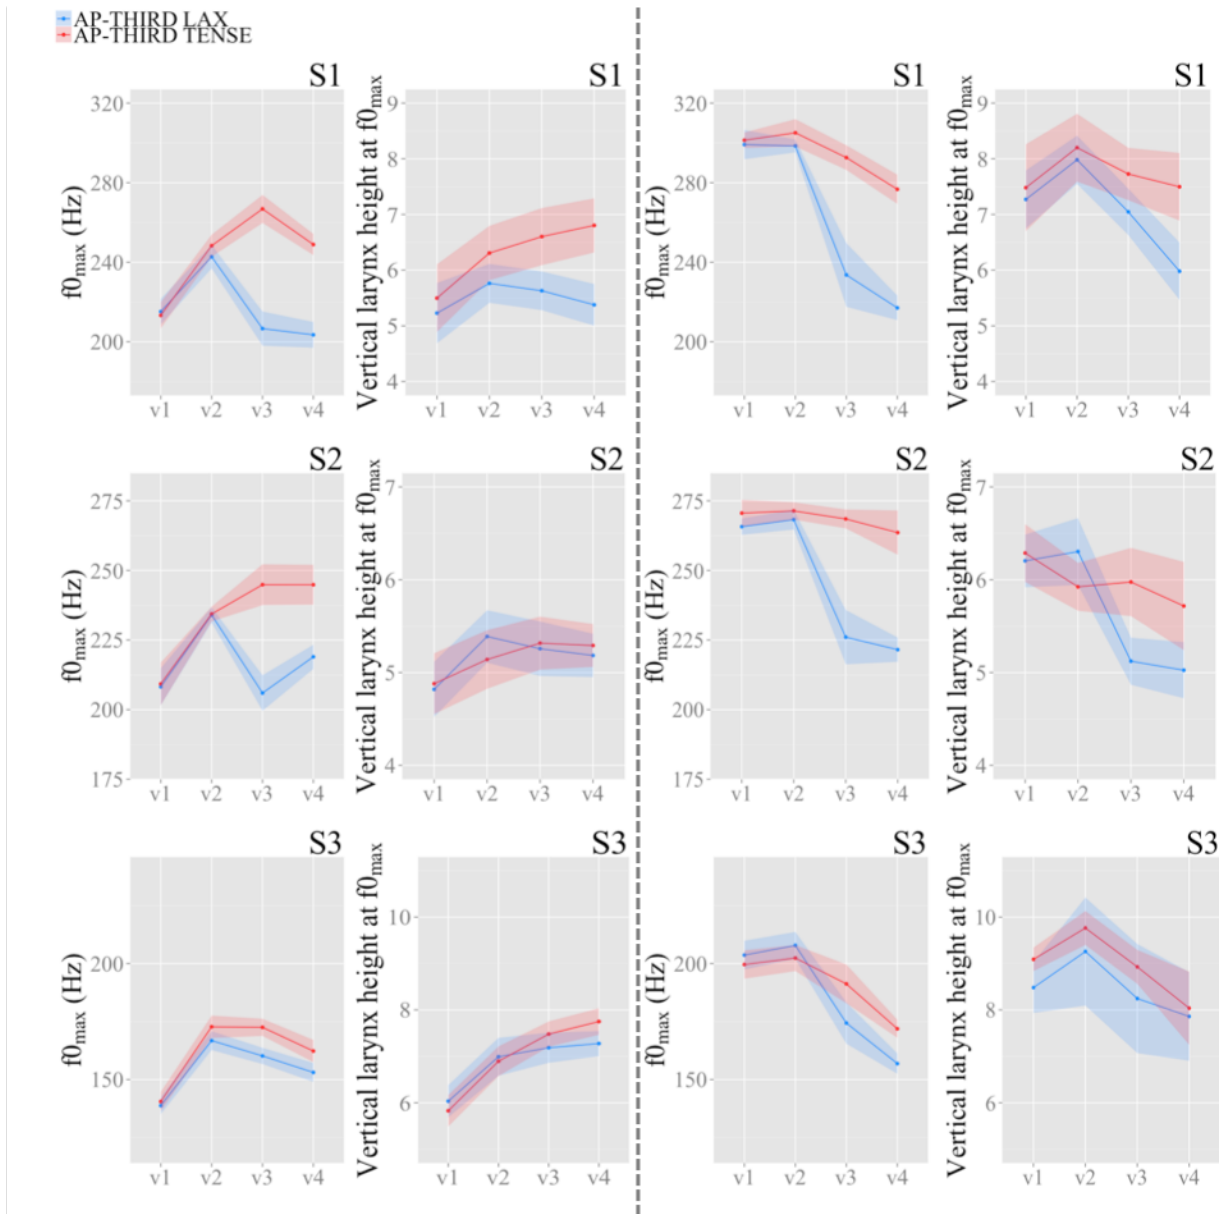 AP-THIRD LAX
AP-THIRD TENSE
S1
f0max (Hz)
320
280
240
200
v1 v2 v3 v4
S1
Vertical larynx height at f0max
9
8
7
6
5
4
v1 v2 v3 v4
S1
f0max (Hz)
320
280
240
200
v1 v2 v3 v4
S1
Vertical larynx height at f0max
9
8
7
6
5
4
v1 v2 v3 v4
S2
f0max (Hz)
275
250
225
200
175
v1 v2 v3 v4
Vertical larynx height at f0max
7
6
5
4
v1 v2 v3 v4
S2
f0max (Hz)
275
250
225
200
175
v1 v2 v3 v4
S2
Vertical larynx height at f0max
7
6
5
4
v1 v2 v3 v4
S3
f0max (Hz)
200
150
v1 v2 v3 v4
S3
Vertical larynx height at f0max
10
8
6
v1 v2 v3 v4
S3
f0max (Hz)
200
150
v1 v2 v3 v4
S3
Vertical larynx height at f0max
10
8
6
v1 v2 v3 v4